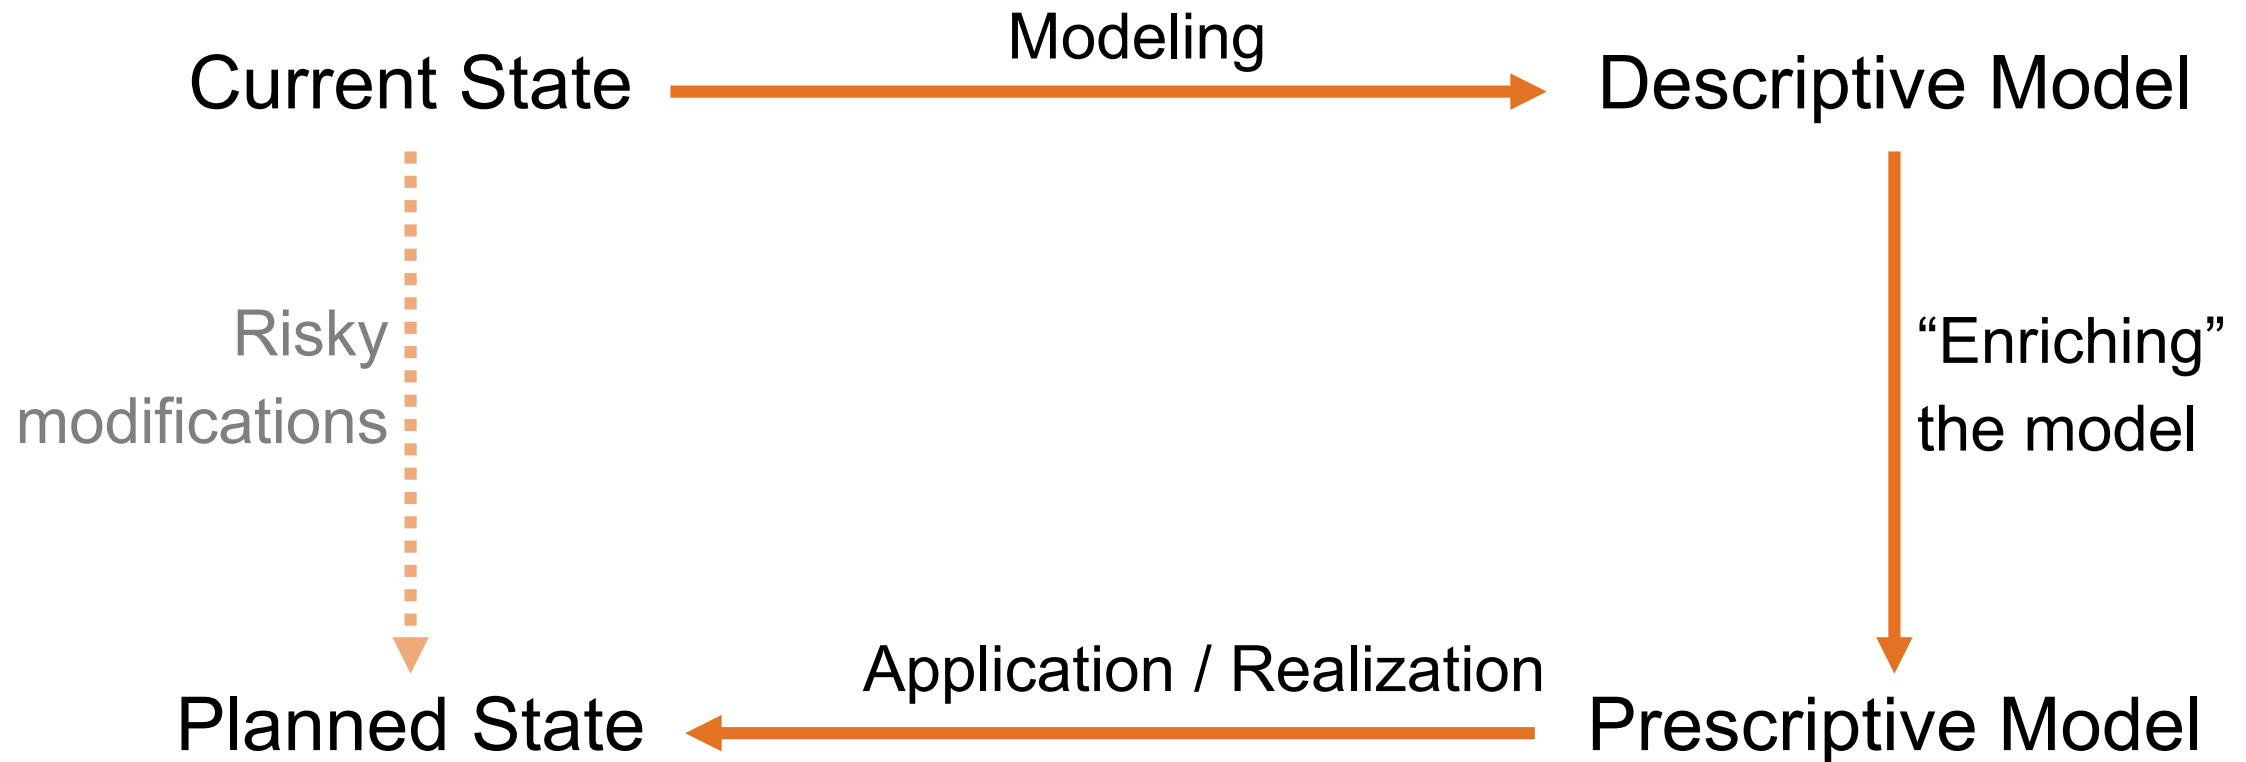 Modeling
Current State
Descriptive Model
Risky
modifications
“Enriching”
the model
Application / Realization
Planned State
Prescriptive Model